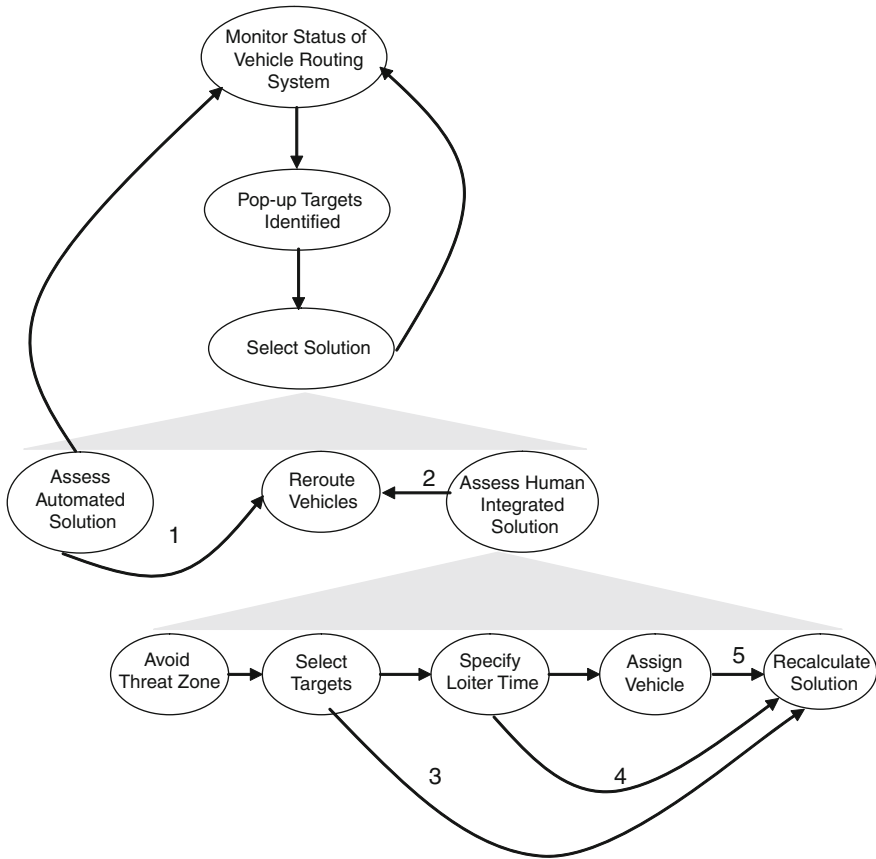 Monitor Status of
Vehicle Routing
System
Pop-up Targets
Identified
Select Solution
Assess
Automated
Solution
Reroute
Vehicles
2
Assess Human
Integrated
Solution
1
Avoid
Threat Zone
Select
Targets
Specify
Loiter Time
Assign
Vehicle
5
Recalculate
Solution
3
4